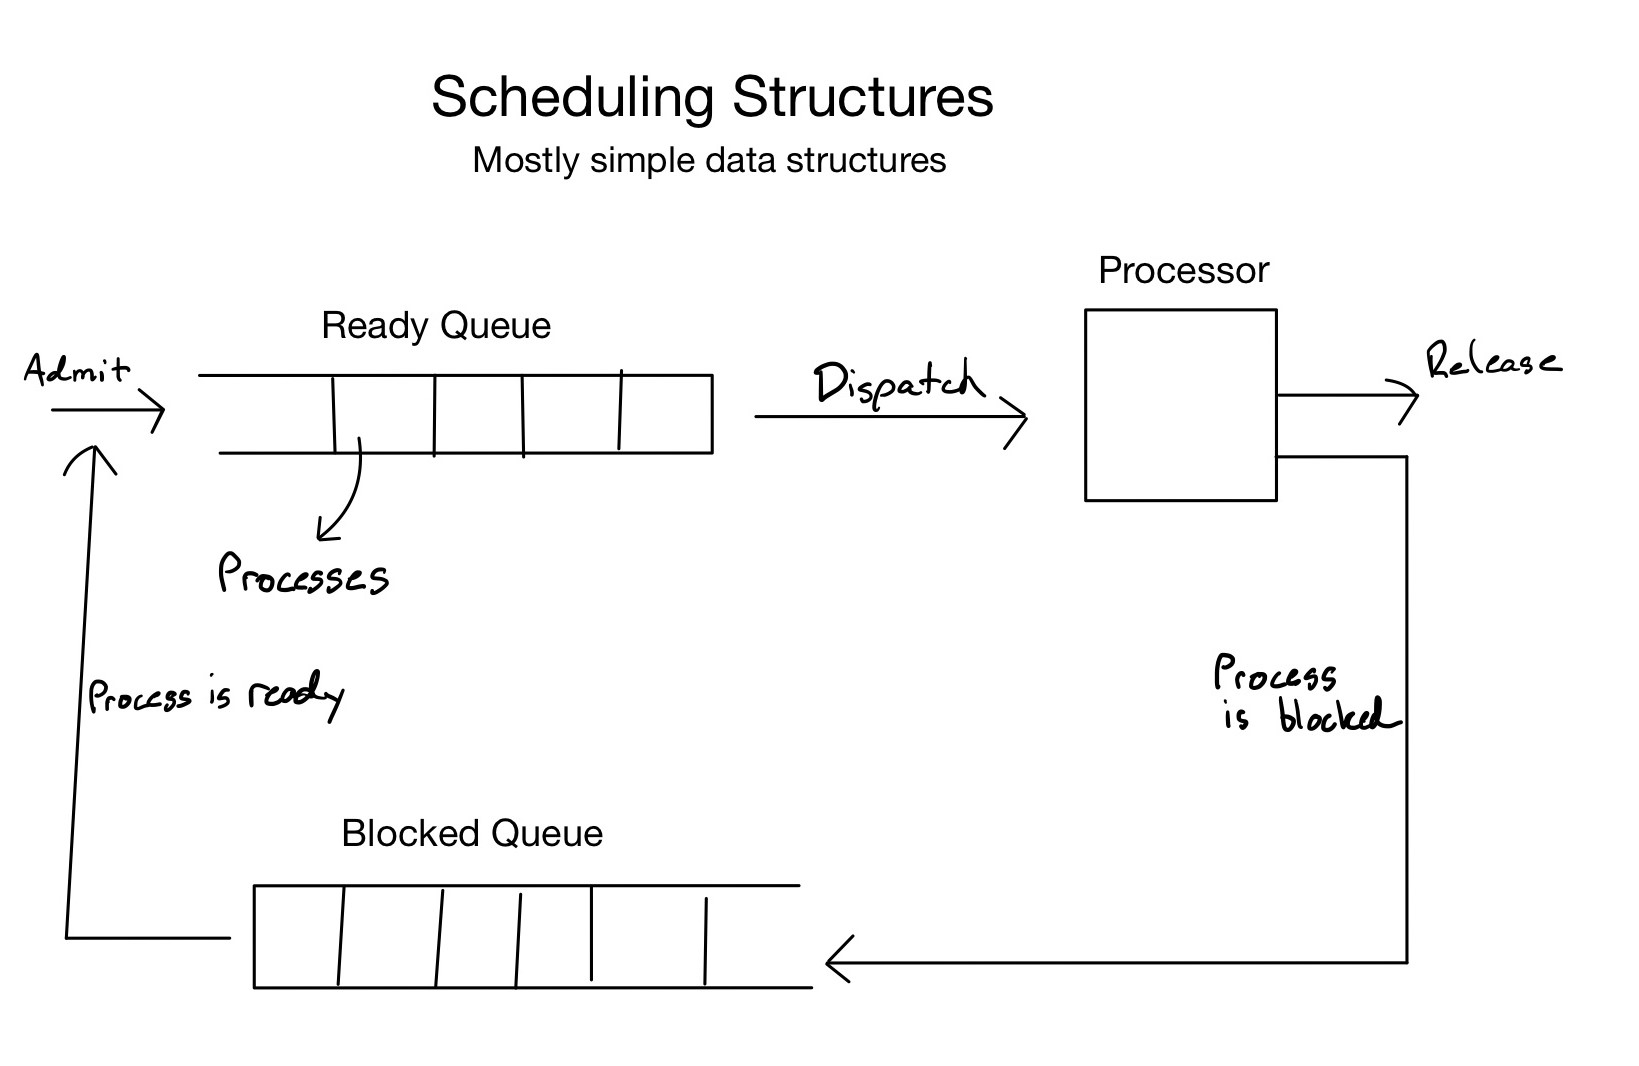 Scheduling Structures
Mostly simple data structures
Processor
Ready Queue
Admit
Dispatch
Release
Processes
Process is ready
Process
is blocked
Blocked Queue